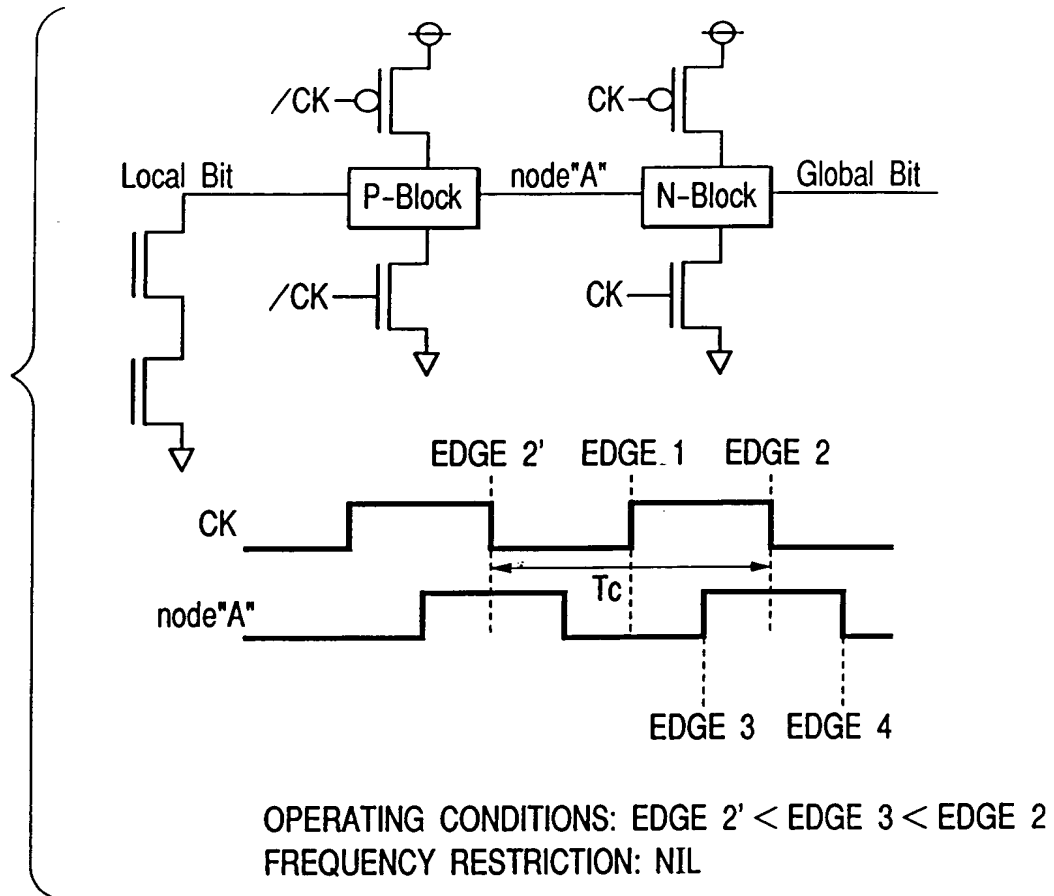 /CK
CK
Local Bit
P-Block
node"A"
N-Block
Global Bit
/CK
CK
EDGE 2' EDGE 1 EDGE 2
CK
Tc
node"A"
EDGE 3 EDGE 4
OPERATING CONDITIONS: EDGE 2' < EDGE 3 < EDGE 2
FREQUENCY RESTRICTION: NIL